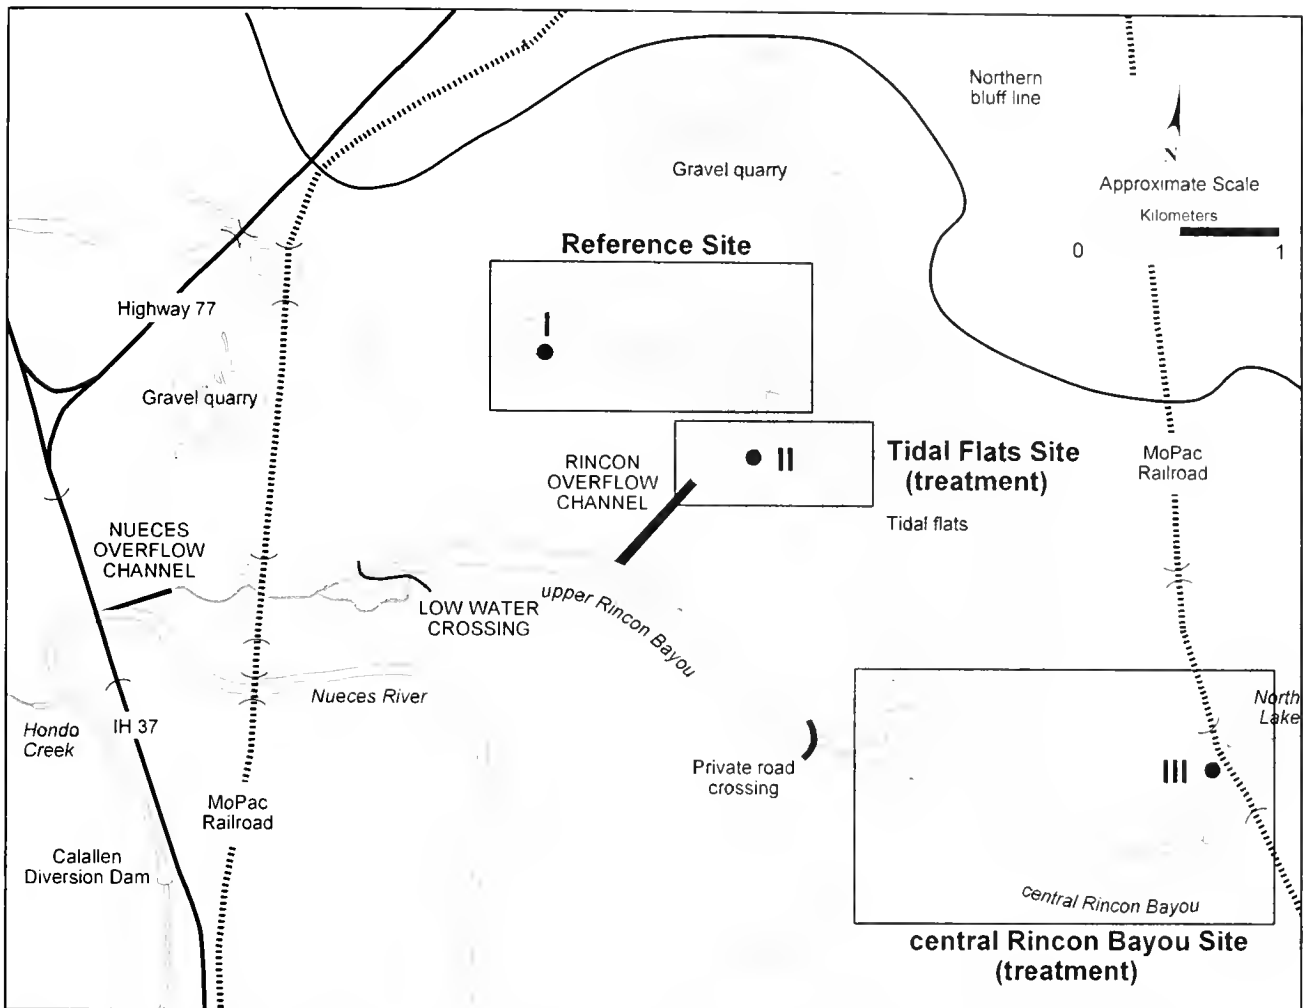 Northern
bluff line
N
Gravel quarry
Approximate Scale
Kilometers
0 1
Reference Site
Highway 77
I
Gravel quarry
RINCON
OVERFLOW
CHANNEL
II
Tidal Flats Site
(treatment)
MoPac
Railroad
Tidal flats
NUECES
OVERFLOW
CHANNEL
LOW WATER
CROSSING
upper Rincon Bayou
Nueces River
North
Lake
Hondo
Creek
IH 37
Private road
crossing
III
MoPac
Railroad
Calallen
Diversion Dam
central Rincon Bayou
central Rincon Bayou Site
(treatment)